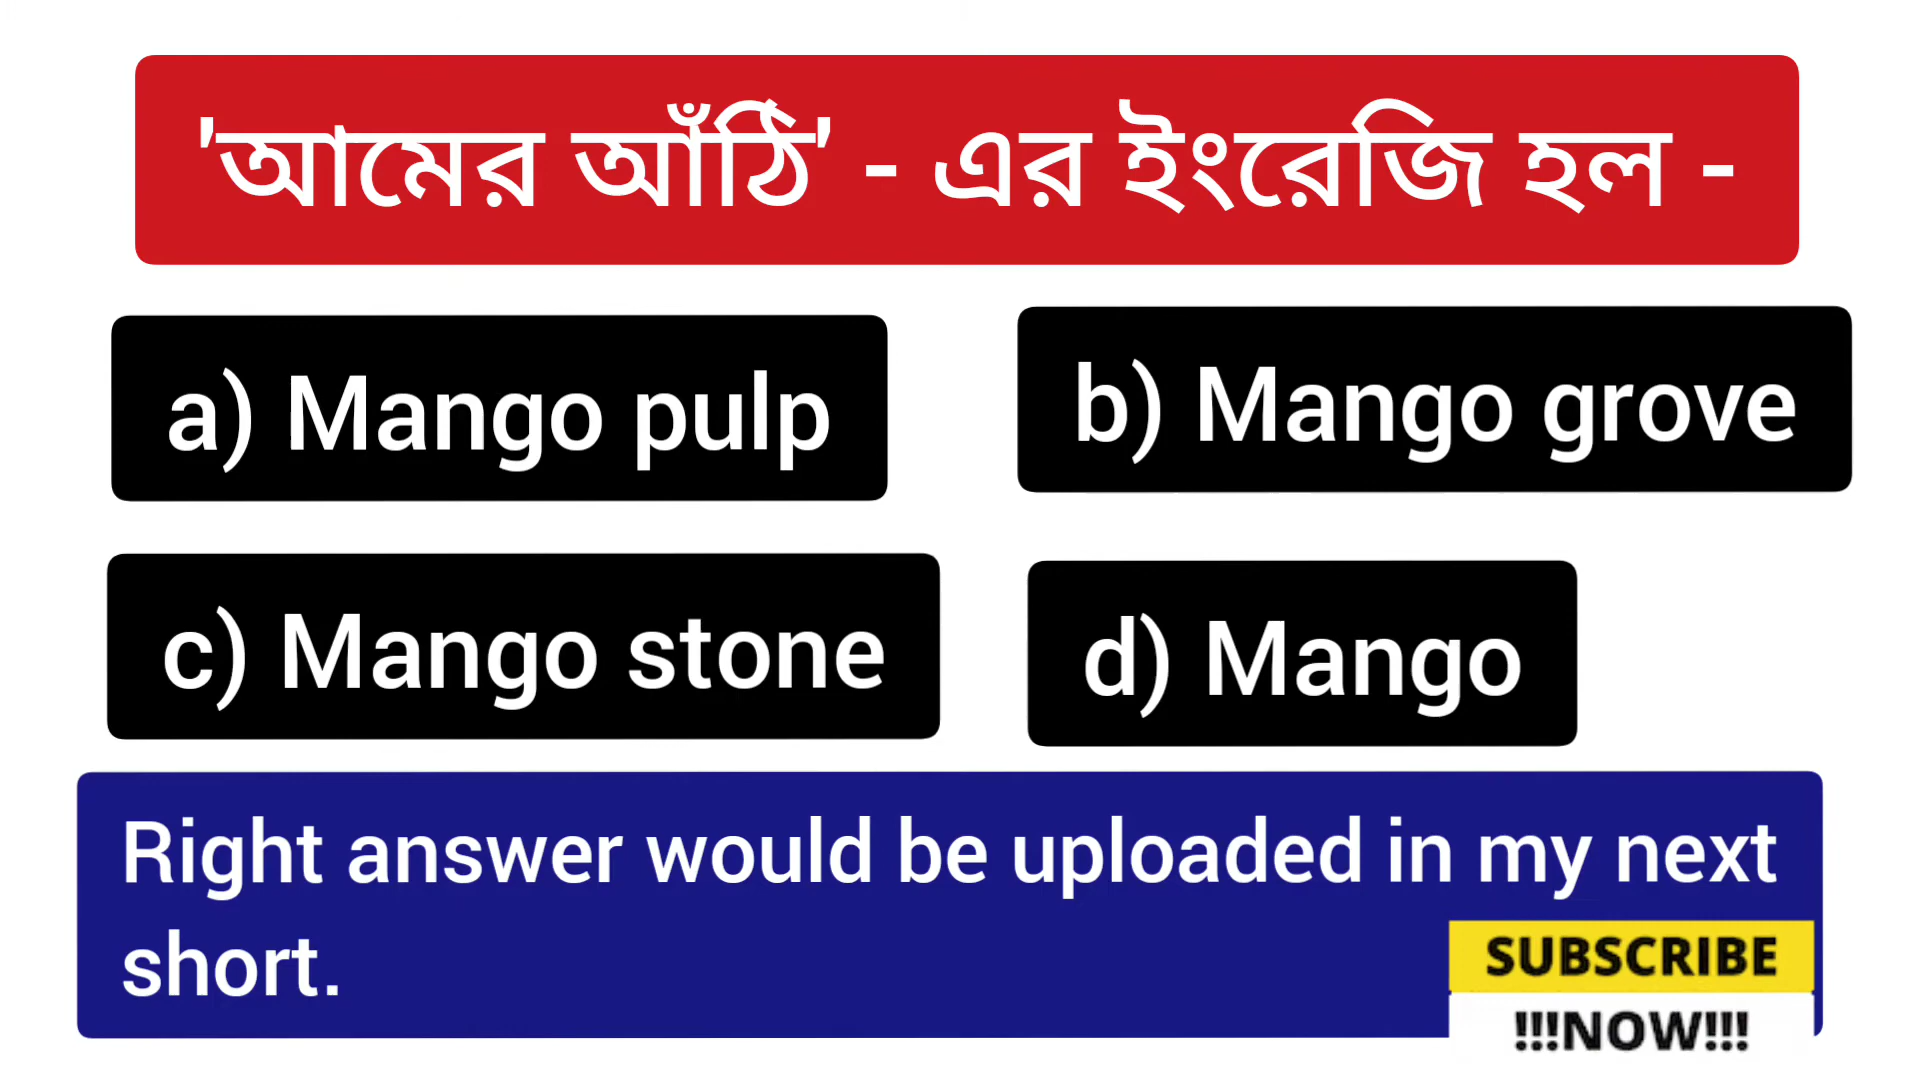 'আমের আঁঠি' - এর ইংরেজি হল -
a) Mango pulp
b) Mango grove
c) Mango stone
d) Mango
Right answer would be uploaded in my next
short.
SUBSCRIBE
!!!NOW!!!